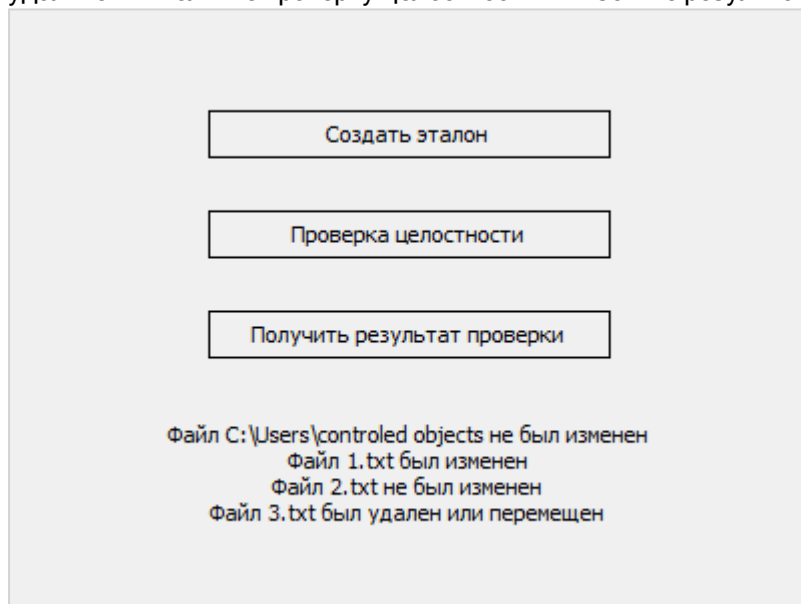 Создать эталон
Проверка целостности
Получить результат проверки
Файл C:\Users\controled objects не был изменен
Файл 1.txt был изменен
Файл 2.txt не был изменен
Файл 3.txt был удален или перемещен